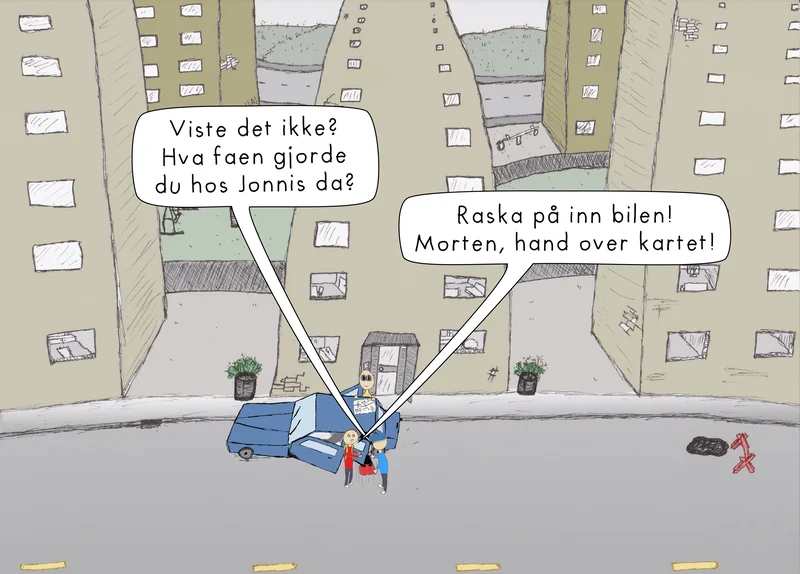 Viste det ikke?
Hva faen gjorde
du hos Jonnis da?
Raska på inn bilen!
Morten, hand over kartet!